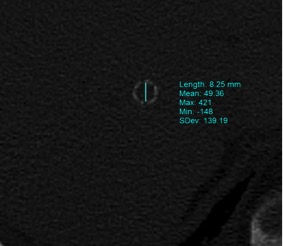 Length: 8.25 mm
Mean: 49.36
Max: 421
Min: -148
SDev: 139.19